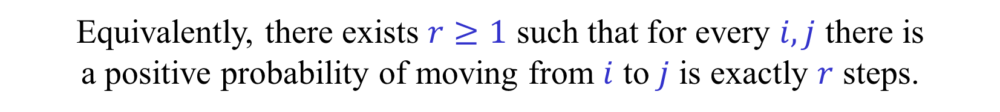 Equivalently, there exists r ≥ 1 such that for every i, j there is
a positive probability of moving from i to j is exactly r steps.